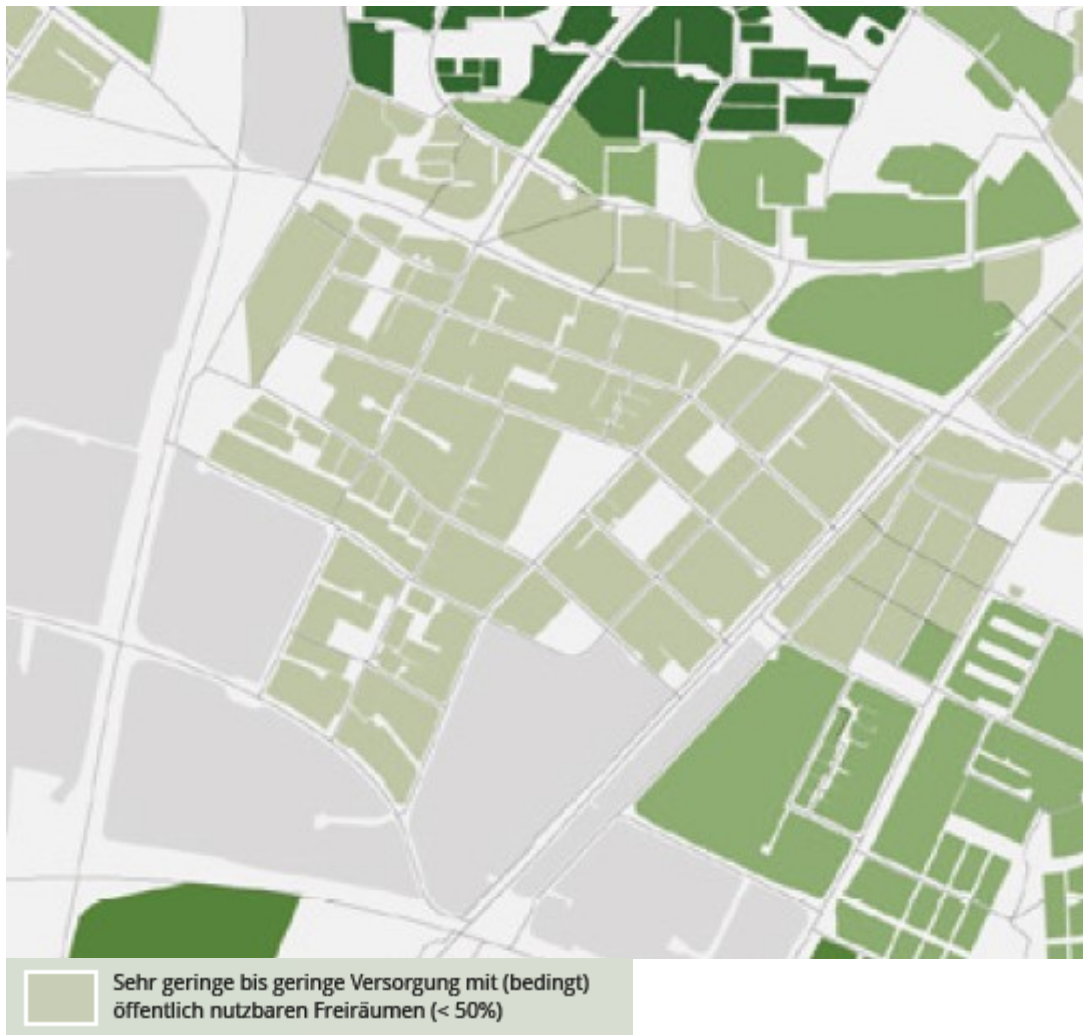 Sehr geringe bis geringe Versorgung mit (bedingt)
öffentlich nutzbaren Freiräumen (< 50%)